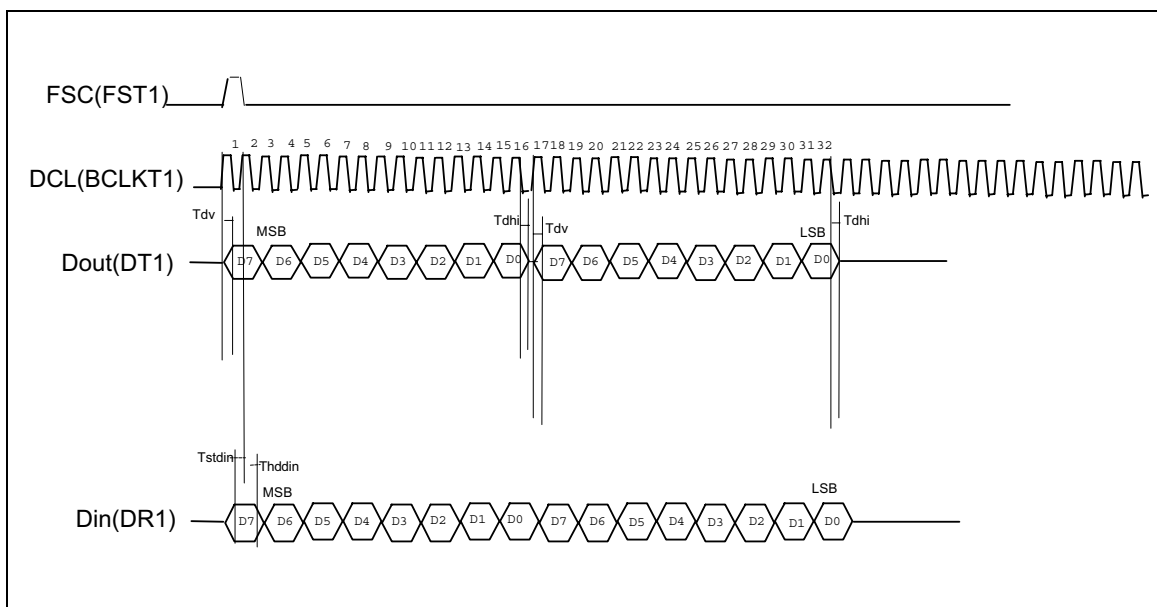 FSC(FST1)
1 2 3 4 5 6 7 8 9 10 11 12 13 14 15 16 17 18 19 20 21 22 23 24 25 26 27 28 29 30 31 32
DCL(BCLKT1)
Tdv MSB Tdhi Tdv LSB Tdhi
Dout(DT1) D7 D6 D5 D4 D3 D2 D1 D0 D7 D6 D5 D4 D3 D2 D1 D0
Tstdin Thddin
MSB LSB
Din(DR1) D7 D6 D5 D4 D3 D2 D1 D0 D7 D6 D5 D4 D3 D2 D1 D0